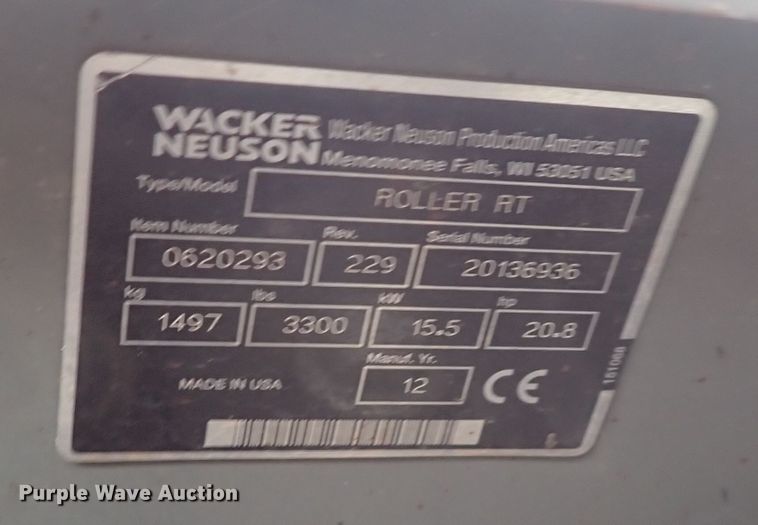 WACKER NEUSON
Wacker Neuson Production Americas LLC
Menomonee Falls, WI 53051 USA
Type/Model ROLLER RT
Item Number Rev. Serial Number
0620293 229 20136936
kg lbs kW hp
1497 3300 15.5 20.8
Manuf. Yr.
MADE IN USA 12 CE
181068
Purple Wave Auction